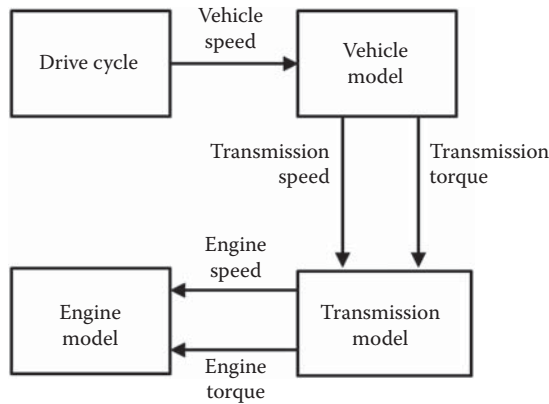 Vehicle
speed
Drive cycle
Vehicle
model
Transmission
speed
Transmission
torque
Engine
speed
Engine
model
Transmission
model
Engine
torque